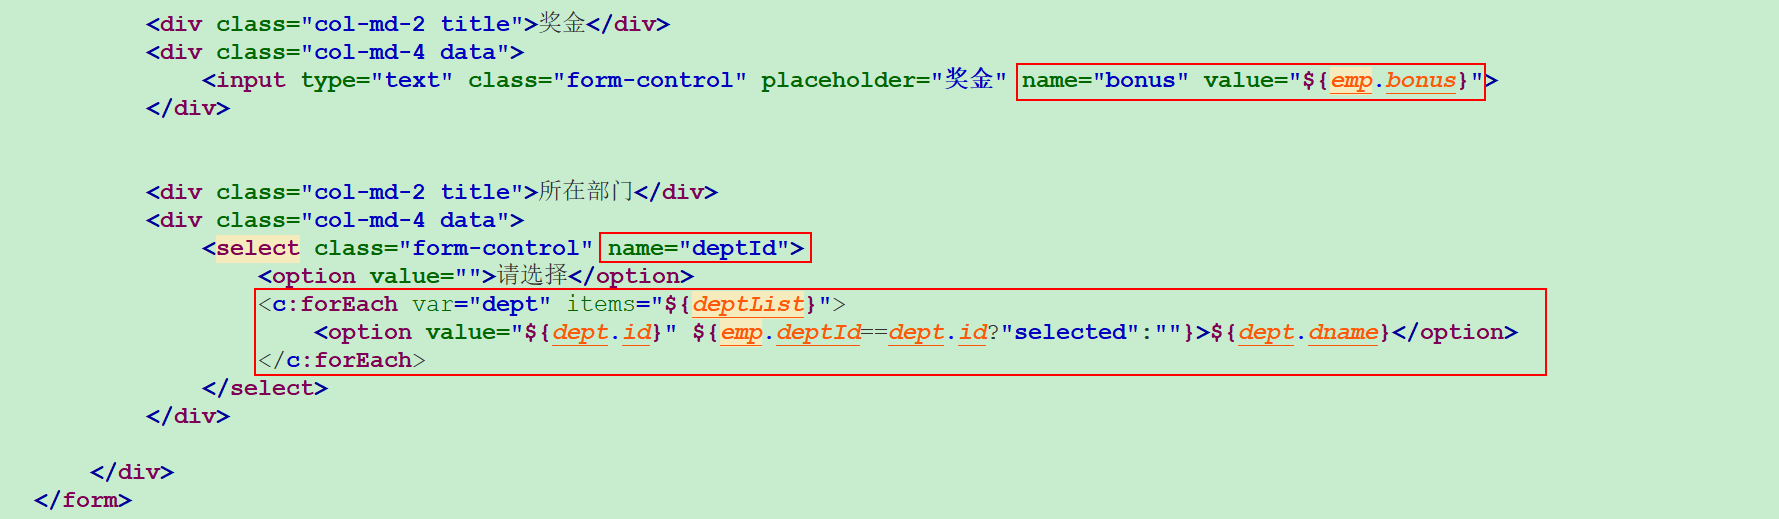 <div class="col-md-2 title">奖金</div>
<div class="col-md-4 data">
<input type="text" class="form-control" placeholder="奖金" name="bonus" value="${emp.bonus}">
</div>
<div class="col-md-2 title">所在部门</div>
<div class="col-md-4 data">
<select class="form-control" name="deptId">
<option value="">请选择</option>
<c:forEach var="dept" items="${deptList}">
<option value="${dept.id}" ${emp.deptId==dept.id?"selected":""}>${dept.dname}</option>
</c:forEach>
</select>
</div>
</div>
</form>